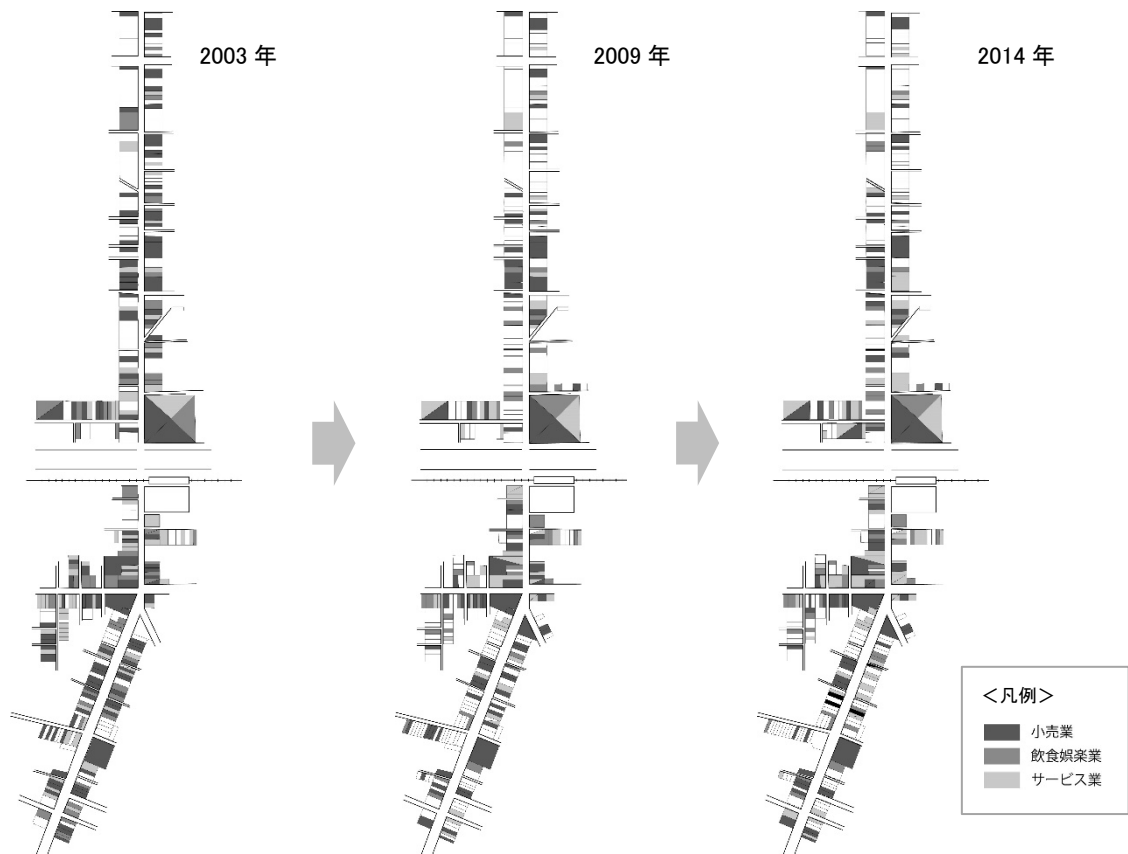 2003 年
2009 年
2014 年
＜凡例＞
小売業
飲食娯楽業
サービス業